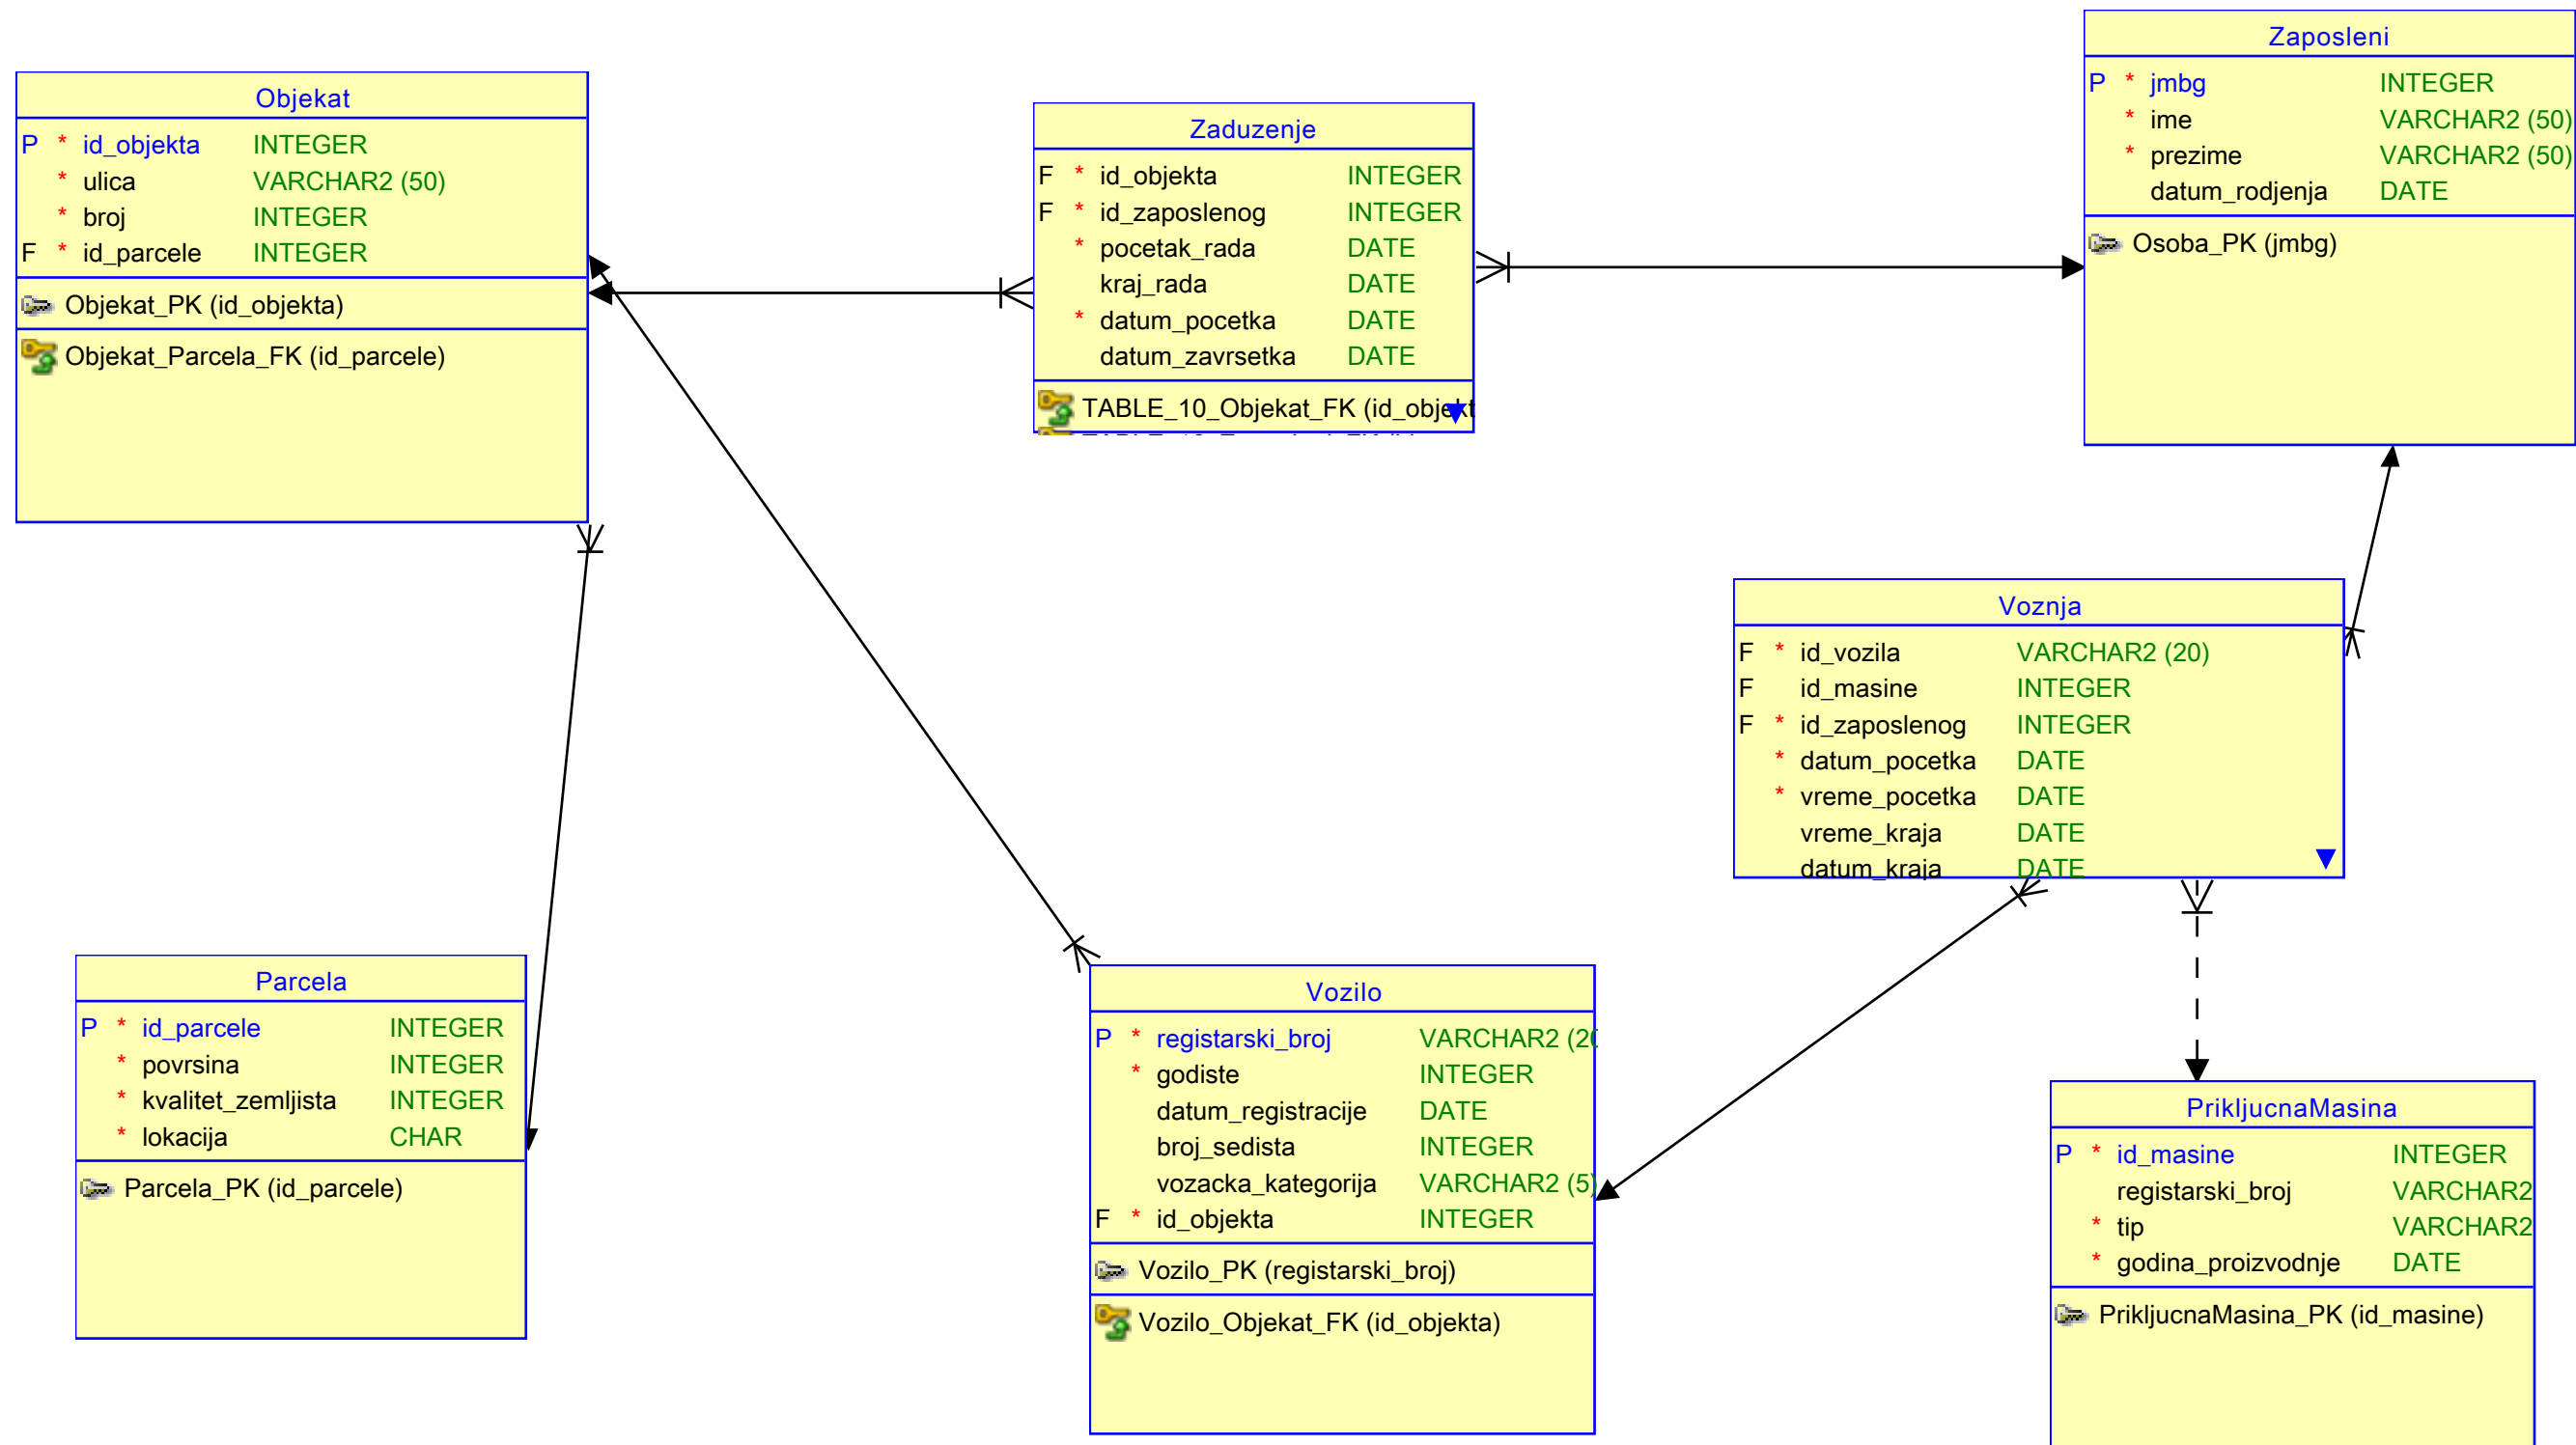 Objekat
P * id_objekta INTEGER
* ulica VARCHAR2 (50)
* broj INTEGER
F * id_parcele INTEGER
Objekat_PK (id_objekta)
Objekat_Parcela_FK (id_parcele)
Zaduzenje
F * id_objekta INTEGER
F * id_zaposlenog INTEGER
* pocetak_rada DATE
kraj_rada DATE
* datum_pocetka DATE
datum_zavrsetka DATE
TABLE_10_Objekat_FK (id_objekt
Zaposleni
P * jmbg INTEGER
* ime VARCHAR2 (50)
* prezime VARCHAR2 (50)
datum_rodjenja DATE
Osoba_PK (jmbg)
Voznja
F * id_vozila VARCHAR2 (20)
F id_masine INTEGER
F * id_zaposlenog INTEGER
* datum_pocetka DATE
* vreme_pocetka DATE
vreme_kraja DATE
datum_kraja DATE
Parcela
P * id_parcele INTEGER
* povrsina INTEGER
* kvalitet_zemljista INTEGER
* lokacija CHAR
Parcela_PK (id_parcele)
Vozilo
P * registarski_broj VARCHAR2 (20
* godiste INTEGER
datum_registracije DATE
broj_sedista INTEGER
vozacka_kategorija VARCHAR2 (5)
F * id_objekta INTEGER
Vozilo_PK (registarski_broj)
Vozilo_Objekat_FK (id_objekta)
PrikljucnaMasina
P * id_masine INTEGER
registarski_broj VARCHAR2
* tip VARCHAR2
* godina_proizvodnje DATE
PrikljucnaMasina_PK (id_masine)